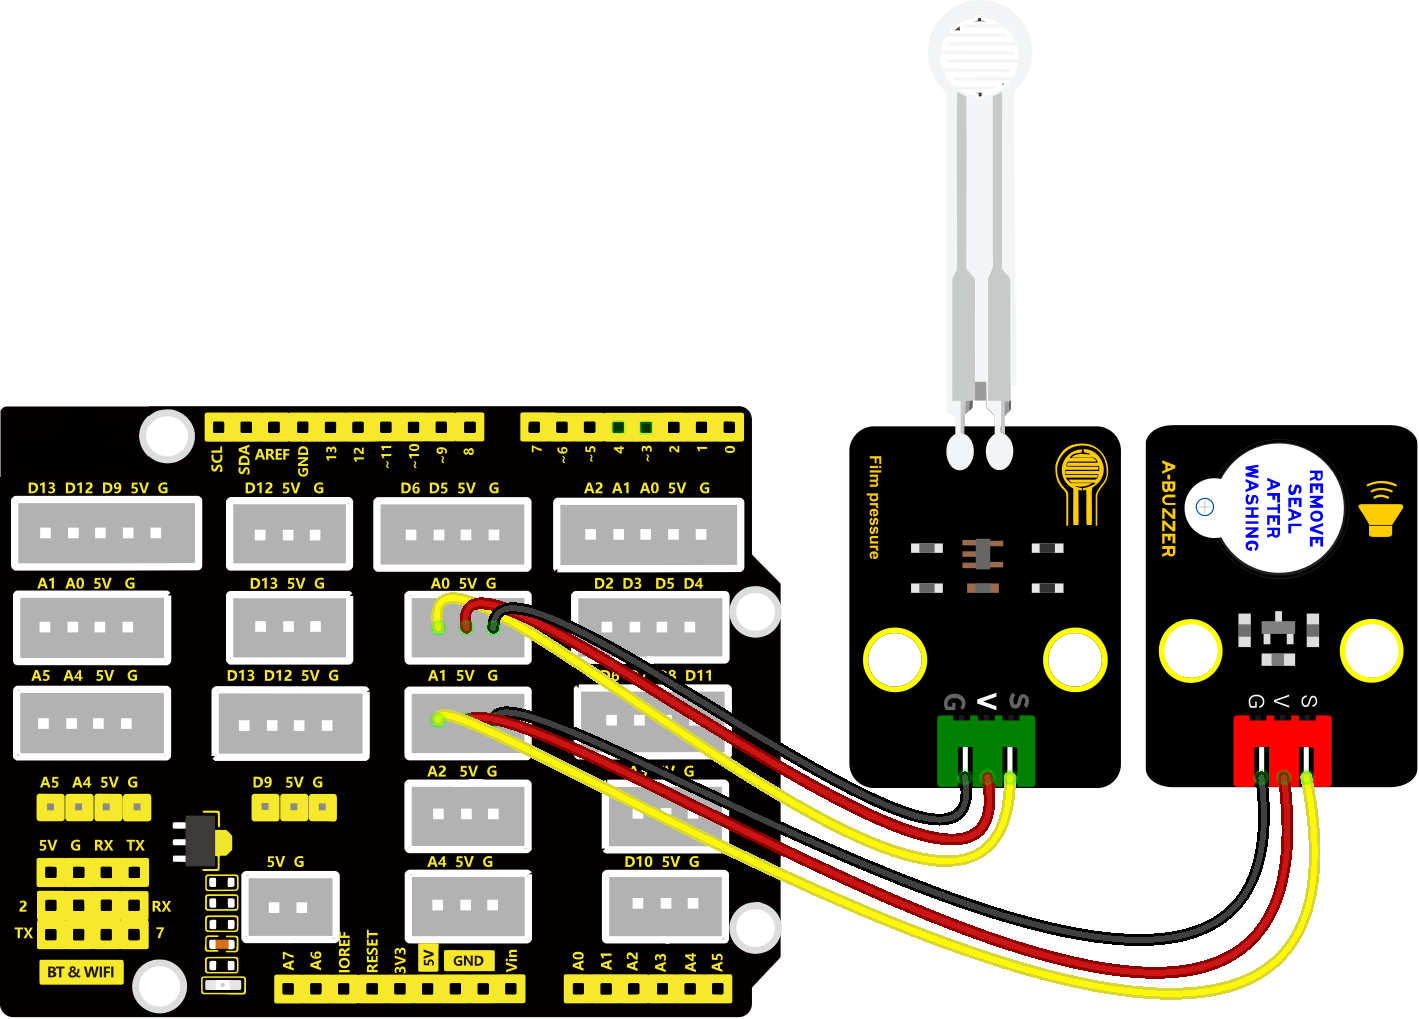 SCL SDA AREF GND 13 12 ~11 ~10 ~9 8
7 ~6 ~5 4 ~3 2 1 0
D13 D12 D9 5V G
D12 5V G
D6 D5 5V G
A2 A1 A0 5V G
A1 A0 5V G
D13 5V G
A0 5V G
D2 D3 D5 D4
A5 A4 5V G
D13 D12 5V G
A1 5V G
D11
A5 A4 5V G
D9 5V G
A2 5V G
G
5V G RX TX
5V G
A4 5V G
D10 5V G
2 RX
TX 7
BT & WIFI
A7 A6 IOREF RESET 3V3 5V GND Vin
A0 A1 A2 A3 A4 A5
Film pressure
G V S
A-BUZZER
REMOVE
SEAL
AFTER
WASHING
G V S